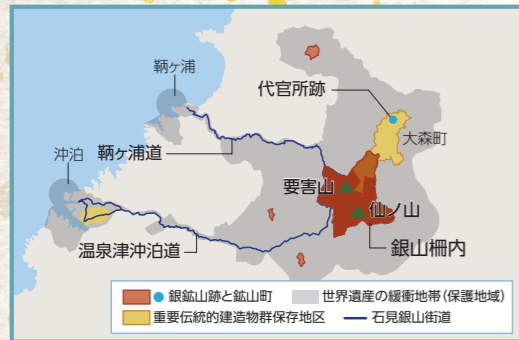 鞆ヶ浦
代官所跡
大森町
鞆ヶ浦道
沖泊
要害山
仙ノ山
温泉津沖泊道
銀山柵内
銀鉱山跡と鉱山町
世界遺産の緩衝地帯(保護地域)
重要伝統的建造物群保存地区
石見銀山街道